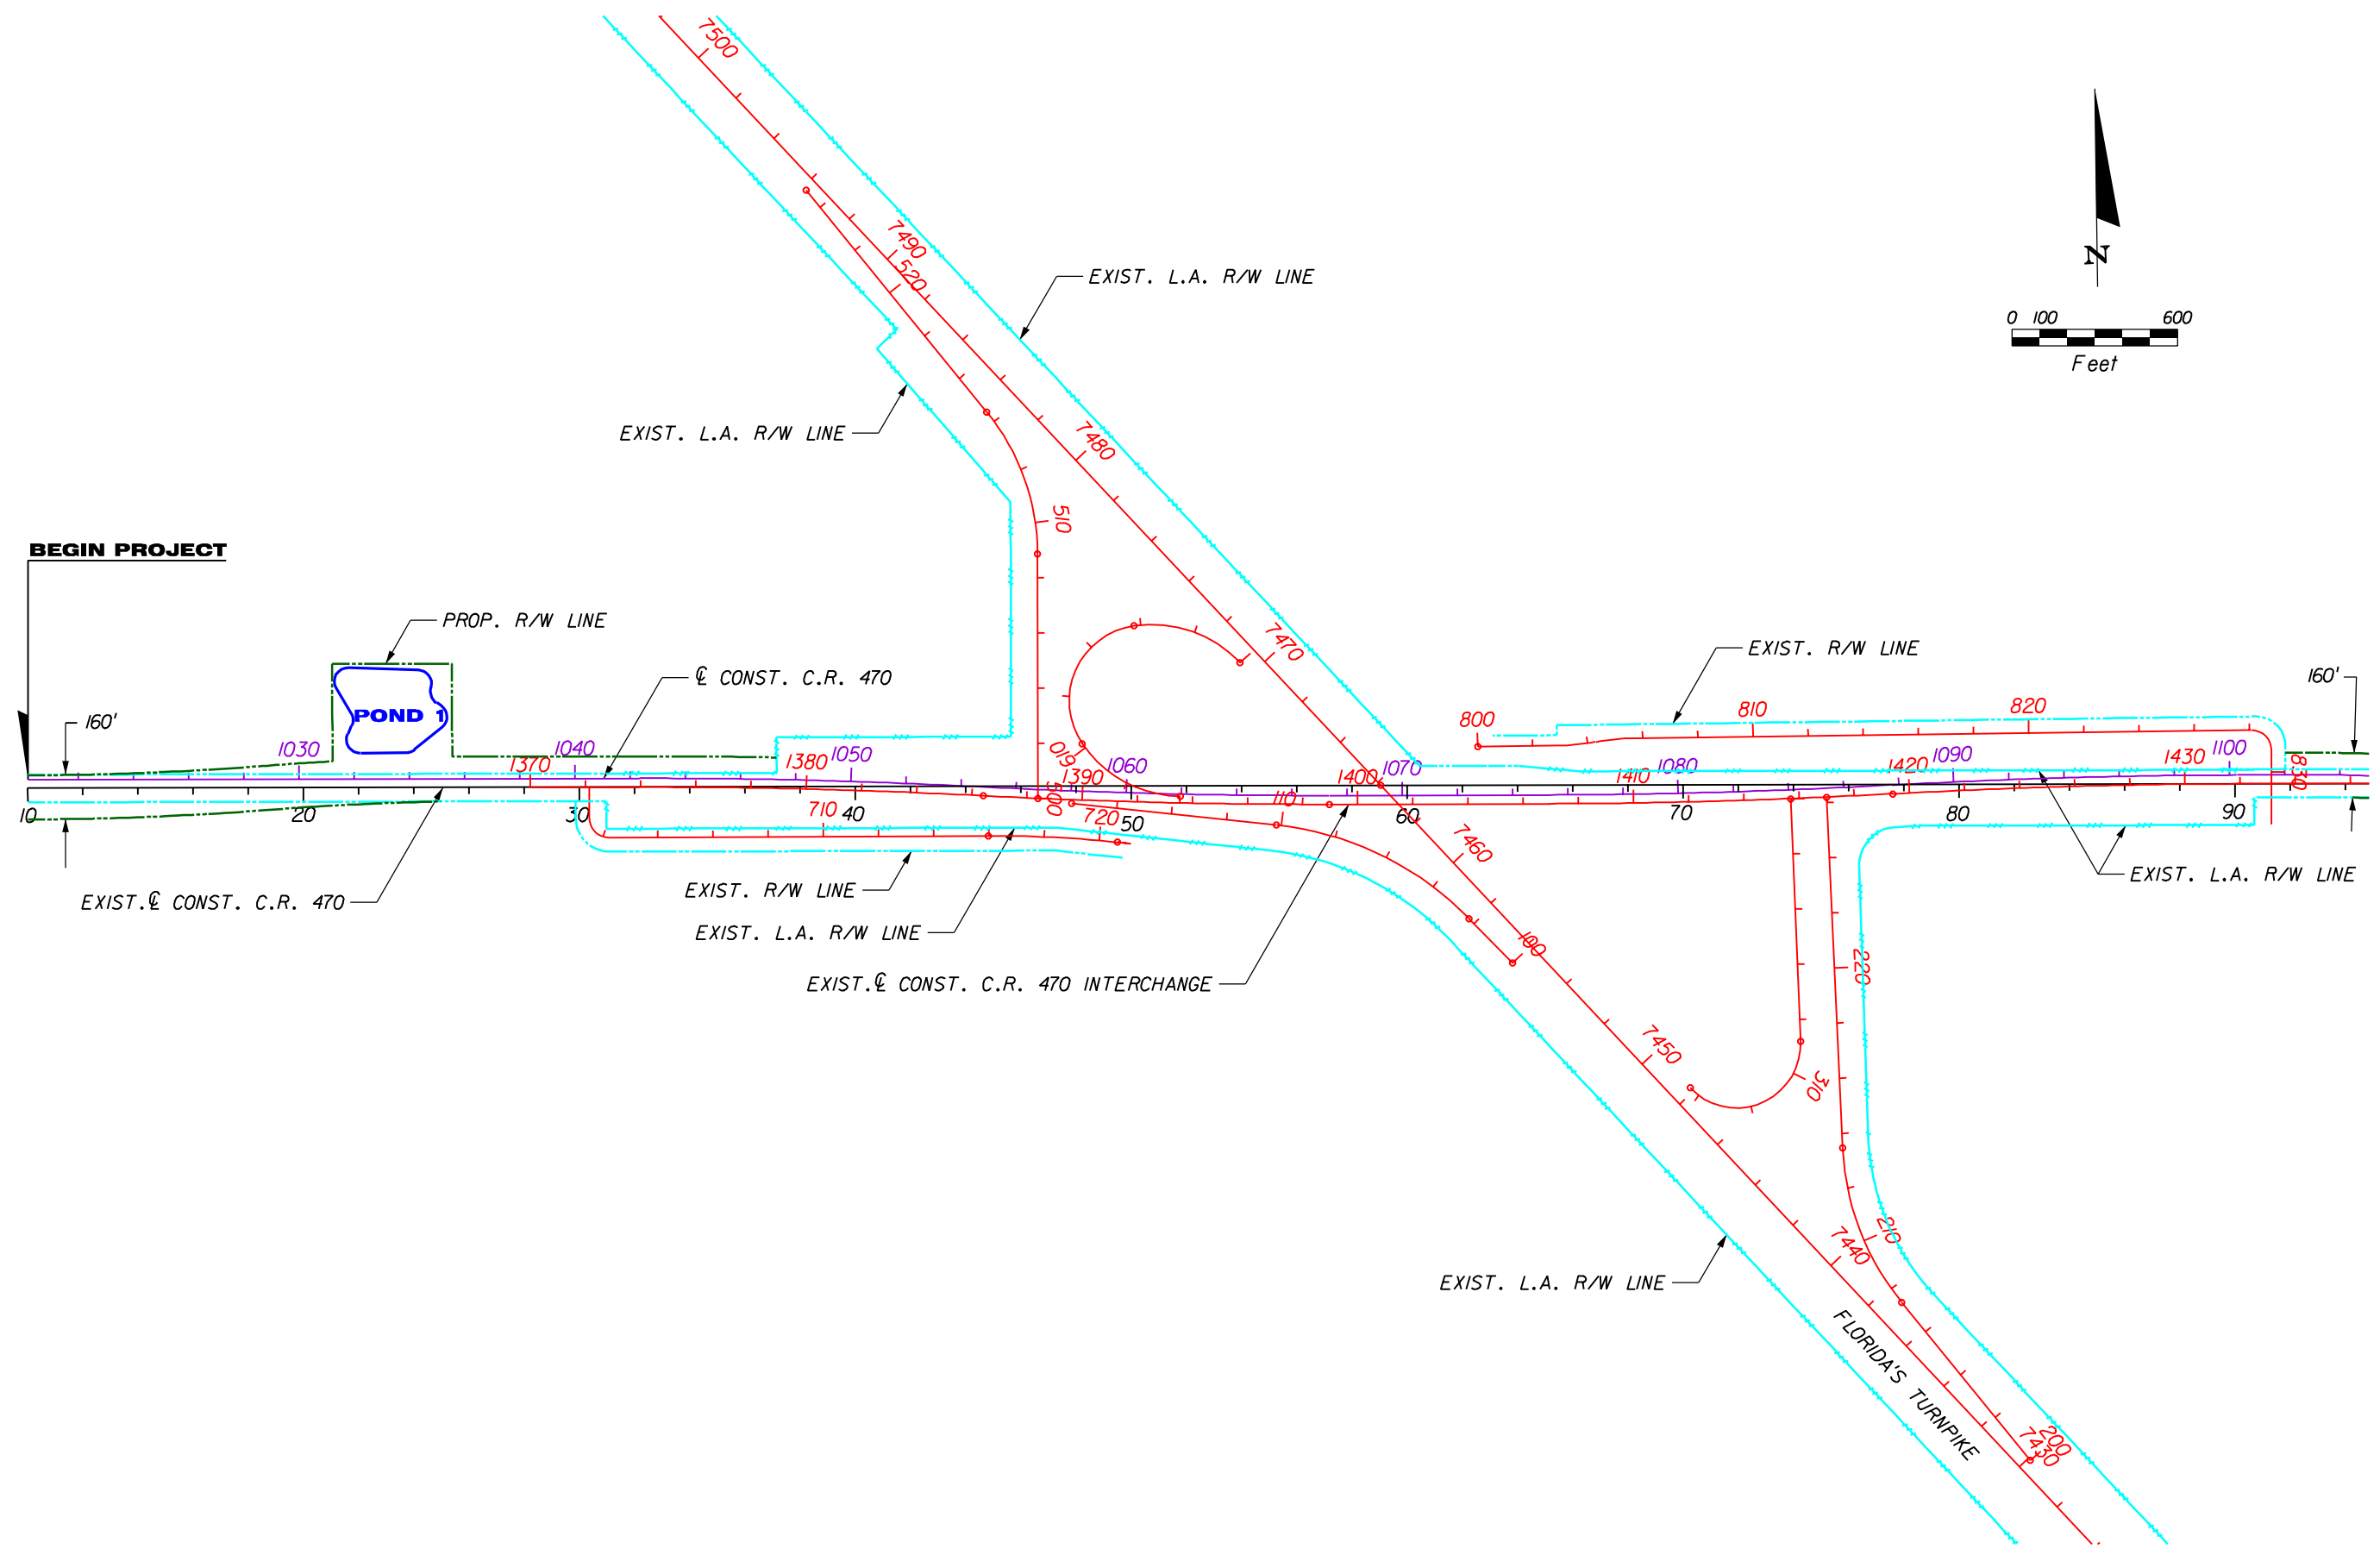 7500
7490
520
EXIST. L.A. R/W LINE
N
0 100 600
Feet
EXIST. L.A. R/W LINE
7480
510
BEGIN PROJECT
PROP. R/W LINE
℄ CONST. C.R. 470
7470
EXIST. R/W LINE
160'
160'
POND 1
800
810
820
610
1030
1040
1050
1060
1070
1080
1090
1100
1370
1380
1390
1400
1410
1420
1430
830
500
110
10
20
30
710
40
720
50
60
70
80
90
7460
EXIST.℄ CONST. C.R. 470
EXIST. R/W LINE
EXIST. L.A. R/W LINE
EXIST. L.A. R/W LINE
100
220
EXIST.℄ CONST. C.R. 470 INTERCHANGE
7450
310
210
7440
EXIST. L.A. R/W LINE
FLORIDA'S TURNPIKE
200
7430